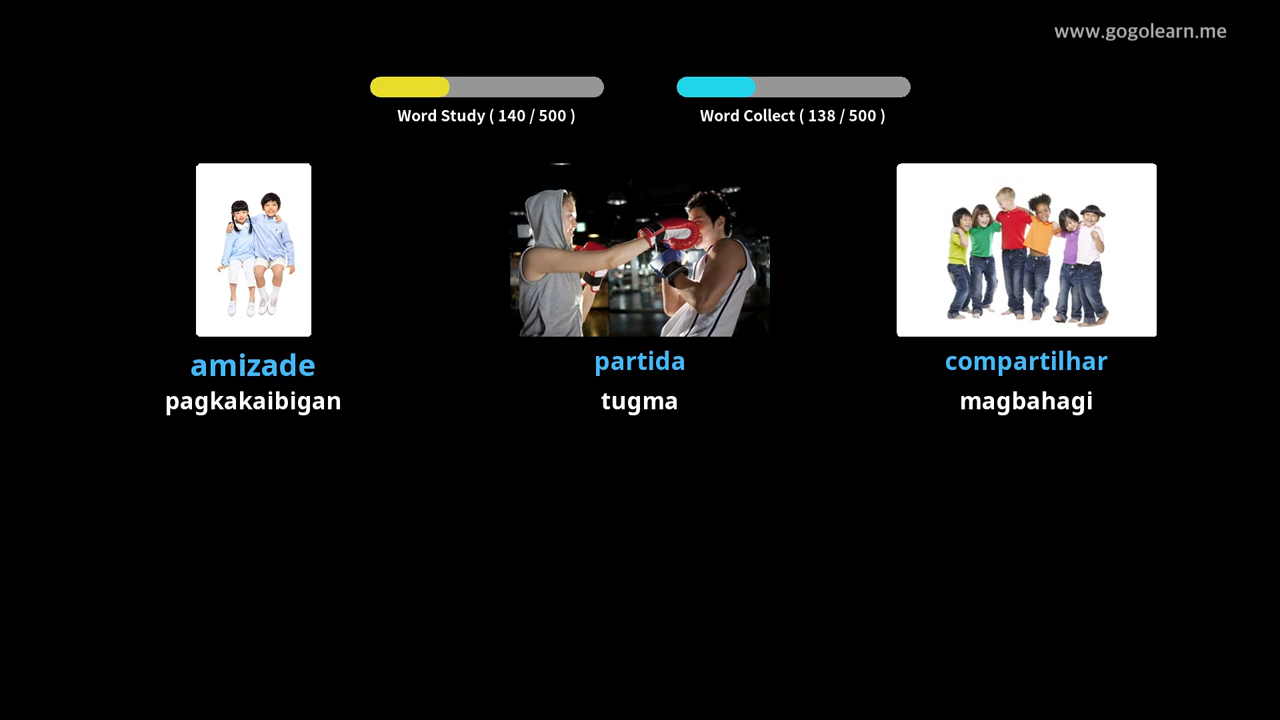 www.gogolearn.me
Word Study ( 140 / 500 )
Word Collect ( 138 / 500 )
amizade
pagkakaibigan
partida
tugma
compartilhar
magbahagi